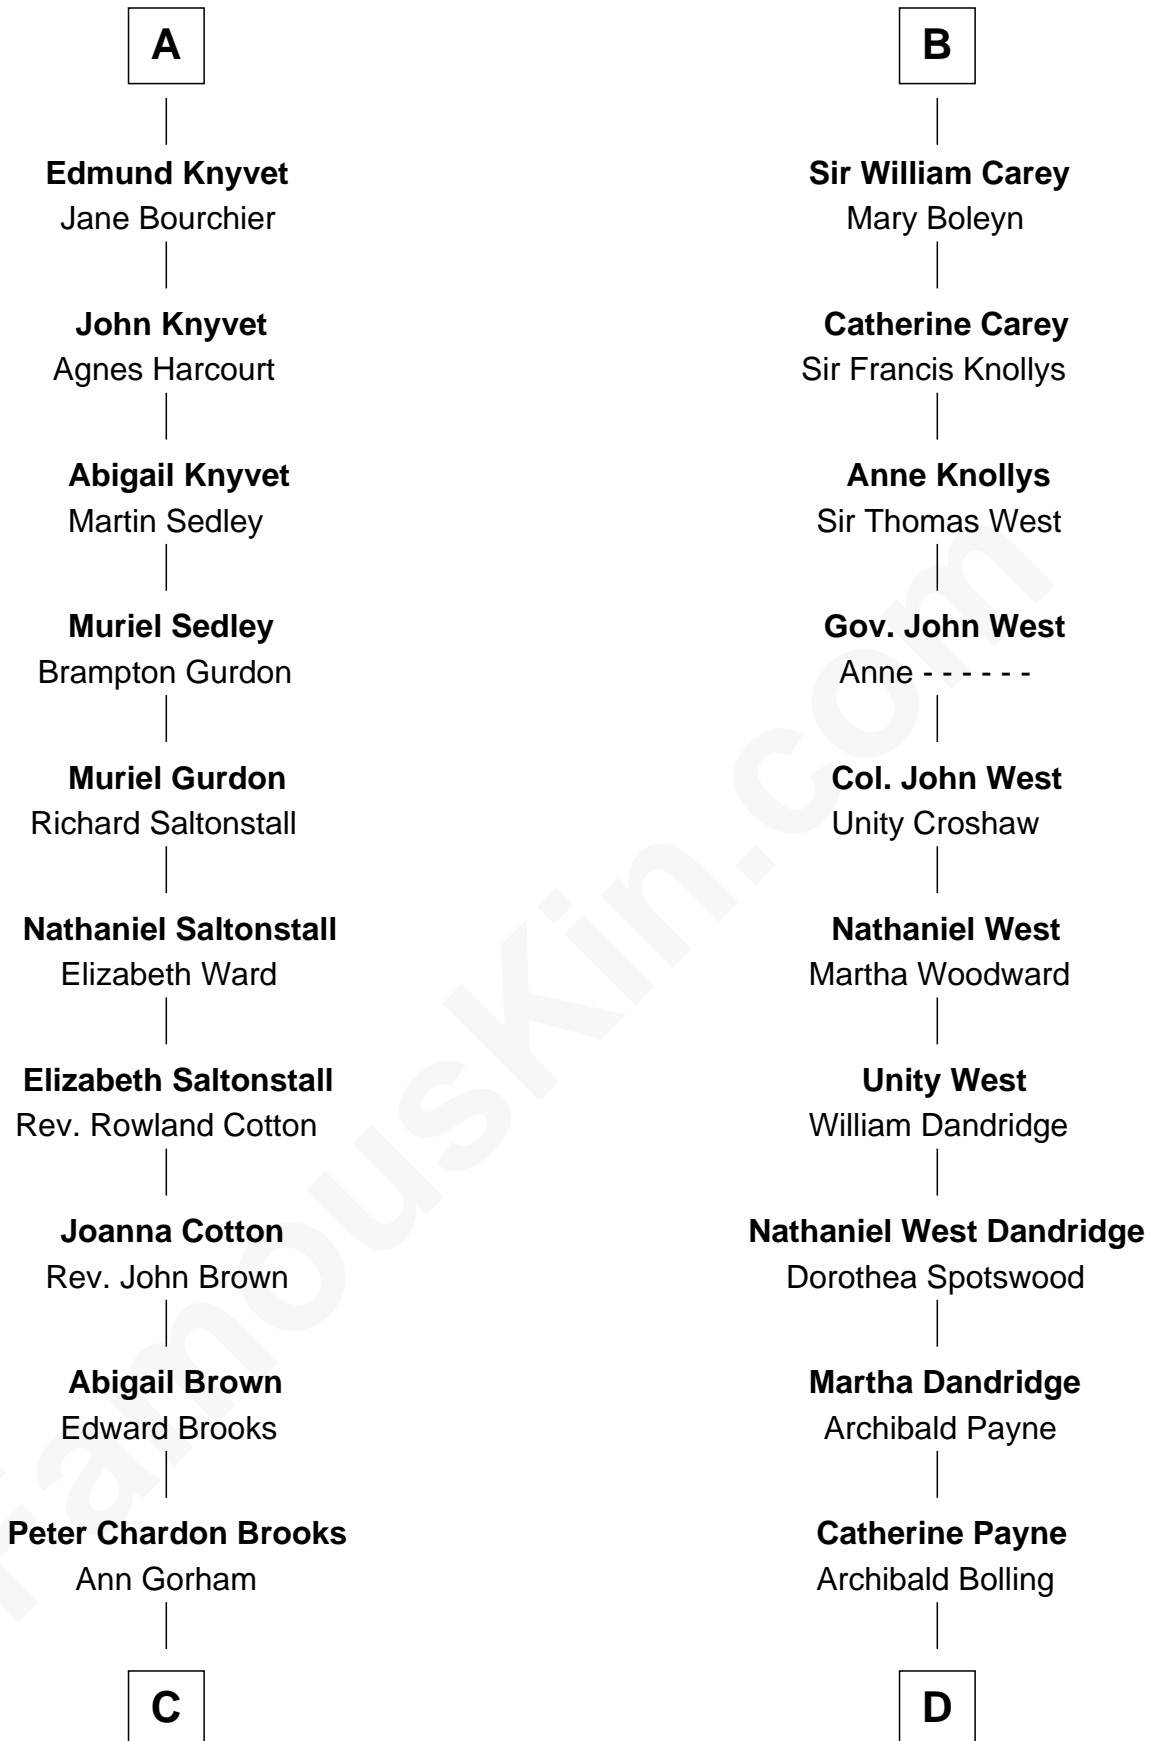 A
Edmund Knyvet
Jane Bourchier
John Knyvet
Agnes Harcourt
Abigail Knyvet
Martin Sedley
Muriel Sedley
Brampton Gurdon
Muriel Gurdon
Richard Saltonstall
Nathaniel Saltonstall
Elizabeth Ward
Elizabeth Saltonstall
Rev. Rowland Cotton
Joanna Cotton
Rev. John Brown
Abigail Brown
Edward Brooks
Peter Chardon Brooks
Ann Gorham
C
B
Sir William Carey
Mary Boleyn
Catherine Carey
Sir Francis Knollys
Anne Knollys
Sir Thomas West
Gov. John West
Anne - - - - - -
Col. John West
Unity Croshaw
Nathaniel West
Martha Woodward
Unity West
William Dandridge
Nathaniel West Dandridge
Dorothea Spotswood
Martha Dandridge
Archibald Payne
Catherine Payne
Archibald Bolling
D
FamousKin.com